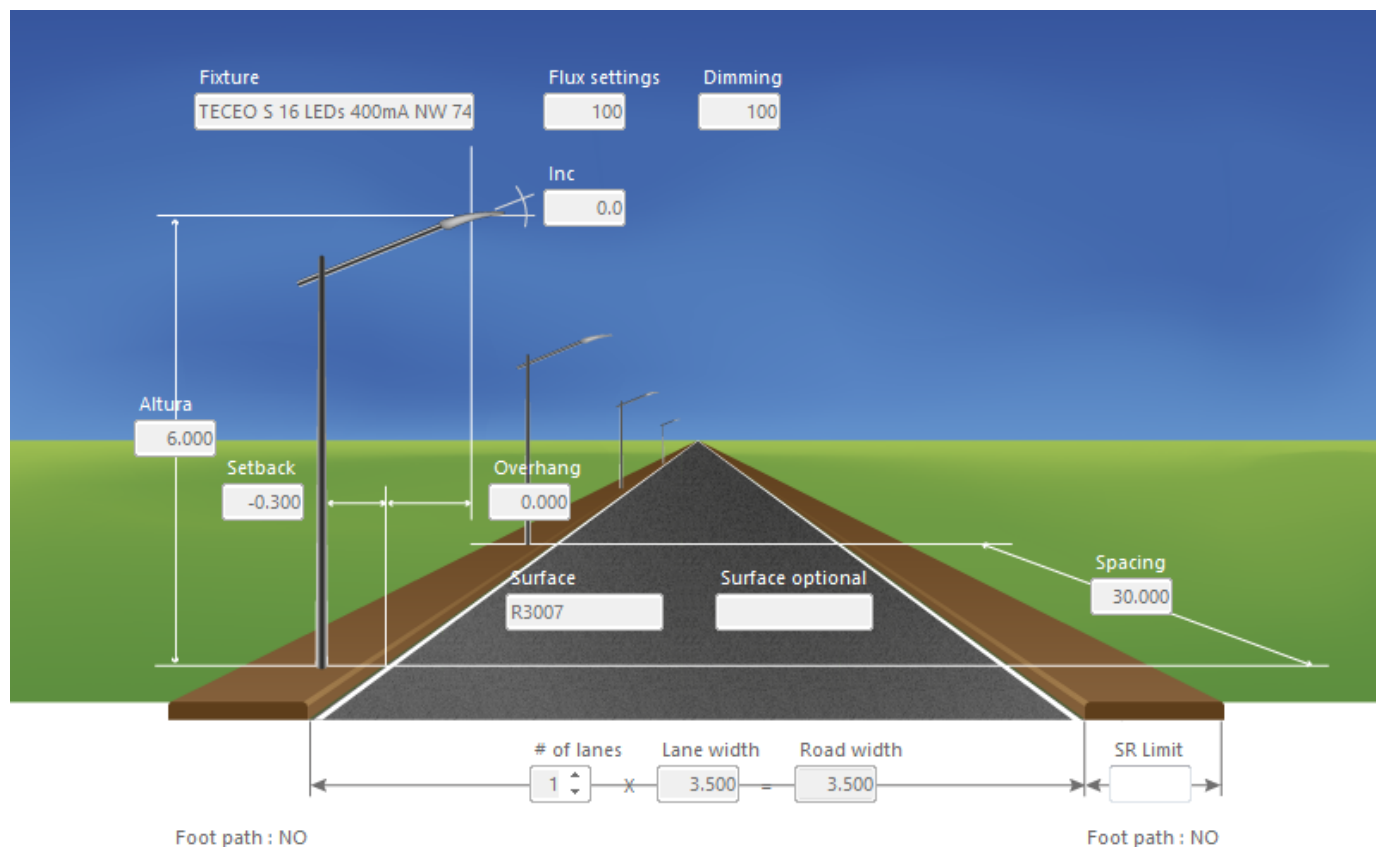 Fixture
Flux settings
Dimming
TECEO S 16 LEDs 400mA NW 74
100
100
Inc
0.0
Altura
6.000
Setback
Overhang
-0.300
0.000
Spacing
30.000
Surface
Surface optional
R3007
# of lanes
Lane width
Road width
SR Limit
1 x 3.500 = 3.500
Foot path : NO
Foot path : NO